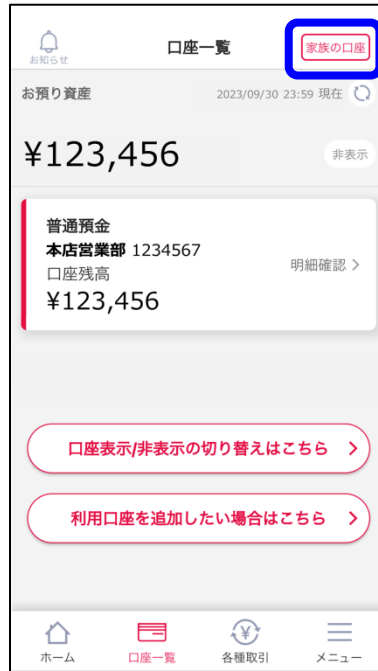 お知らせ
口座一覧
家族の口座
お預り資産
2023/09/30 23:59 現在
¥123,456
非表示
普通預金
本店営業部 1234567
口座残高
明細確認 >
¥123,456
口座表示/非表示の切り替えはこちら
利用口座を追加したい場合はこちら
ホーム
口座一覧
各種取引
メニュー